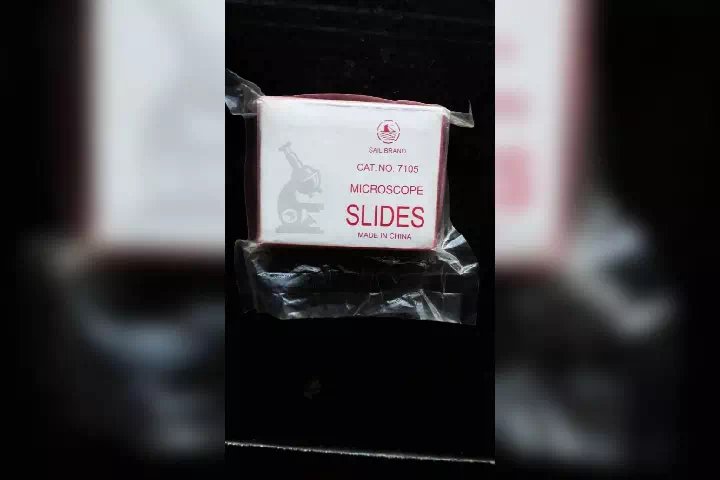 SAIL BRAND
CAT. NO. 7105
MICROSCOPE
SLIDES
MADE IN CHINA